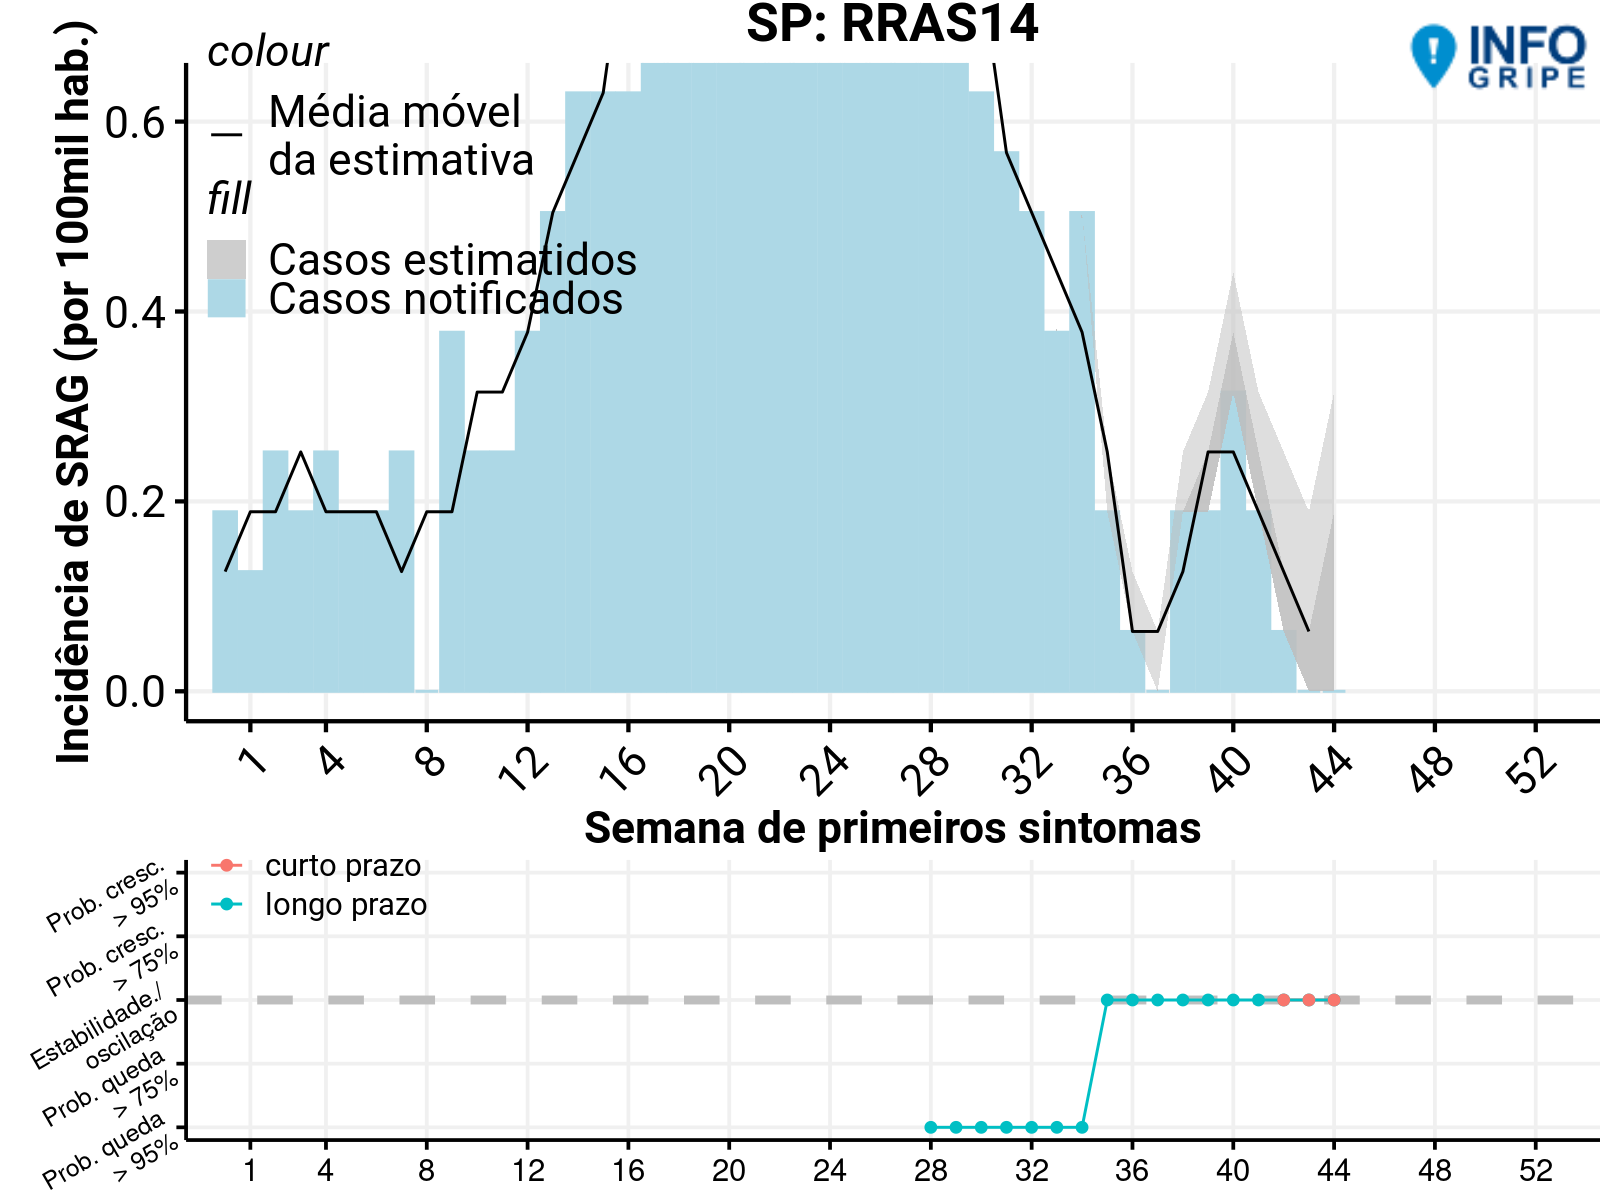 SP: RRAS14
INFO
GRIPE
Incidência de SRAG (por 100mil hab.)
colour
Média móvel
da estimativa
fill
Casos estimatidos
Casos notificados
0.6
0.4
0.2
0.0
1 4 8 12 16 20 24 28 32 36 40 44 48 52
Semana de primeiros sintomas
curto prazo
longo prazo
Prob. cresc.
> 95%
Prob. cresc.
> 75%
Estabilidade./
oscilação
Prob. queda
> 75%
Prob. queda
> 95%
1 4 8 12 16 20 24 28 32 36 40 44 48 52